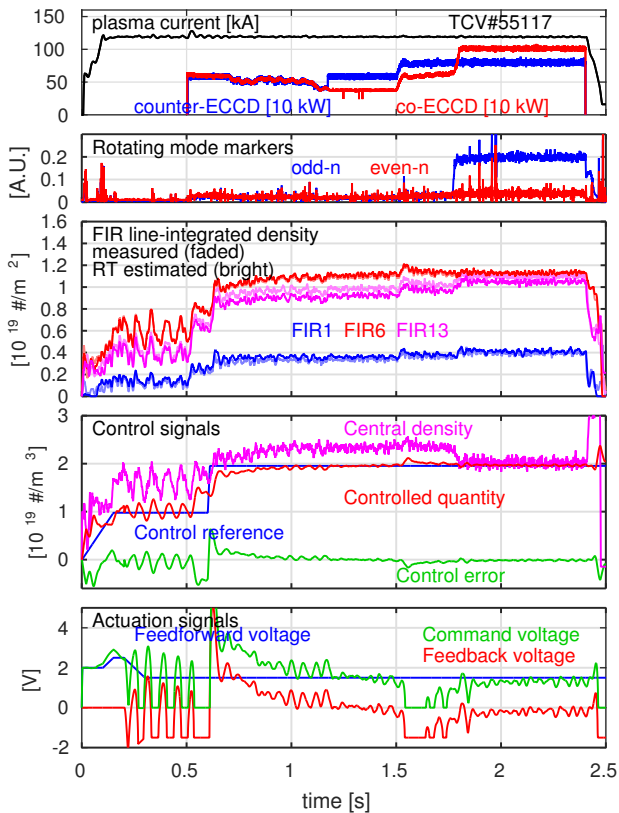 plasma current [kA] TCV#55117
150
100
50
0
counter-ECCD [10 kW] co-ECCD [10 kW]
[A.U.]
Rotating mode markers
odd-n even-n
0.2
0.1
0
[10 19 #/m 2]
FIR line-integrated density
measured (faded)
RT estimated (bright)
FIR1 FIR6 FIR13
1.6
1.4
1.2
1
0.8
0.6
0.4
0.2
0
[10 19 #/m 3]
Control signals Central density
Controlled quantity
Control reference
Control error
3
2
1
0
[V]
Actuation signals
Feedforward voltage Command voltage
Feedback voltage
4
2
0
-2
0 0.5 1 1.5 2 2.5
time [s]